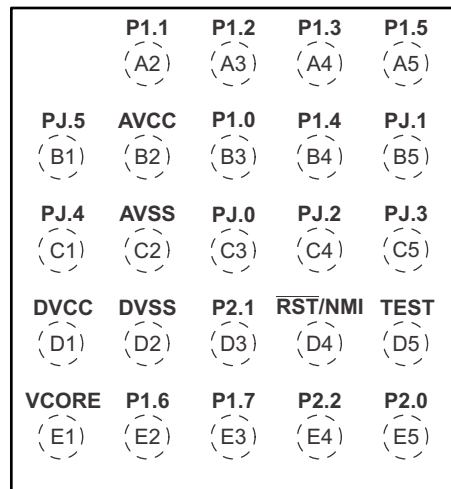 P1.1 P1.2 P1.3 P1.5
A2 A3 A4 A5
PJ.5 AVCC P1.0 P1.4 PJ.1
B1 B2 B3 B4 B5
PJ.4 AVSS PJ.0 PJ.2 PJ.3
C1 C2 C3 C4 C5
DVCC DVSS P2.1 RST/NMI TEST
D1 D2 D3 D4 D5
VCORE P1.6 P1.7 P2.2 P2.0
E1 E2 E3 E4 E5